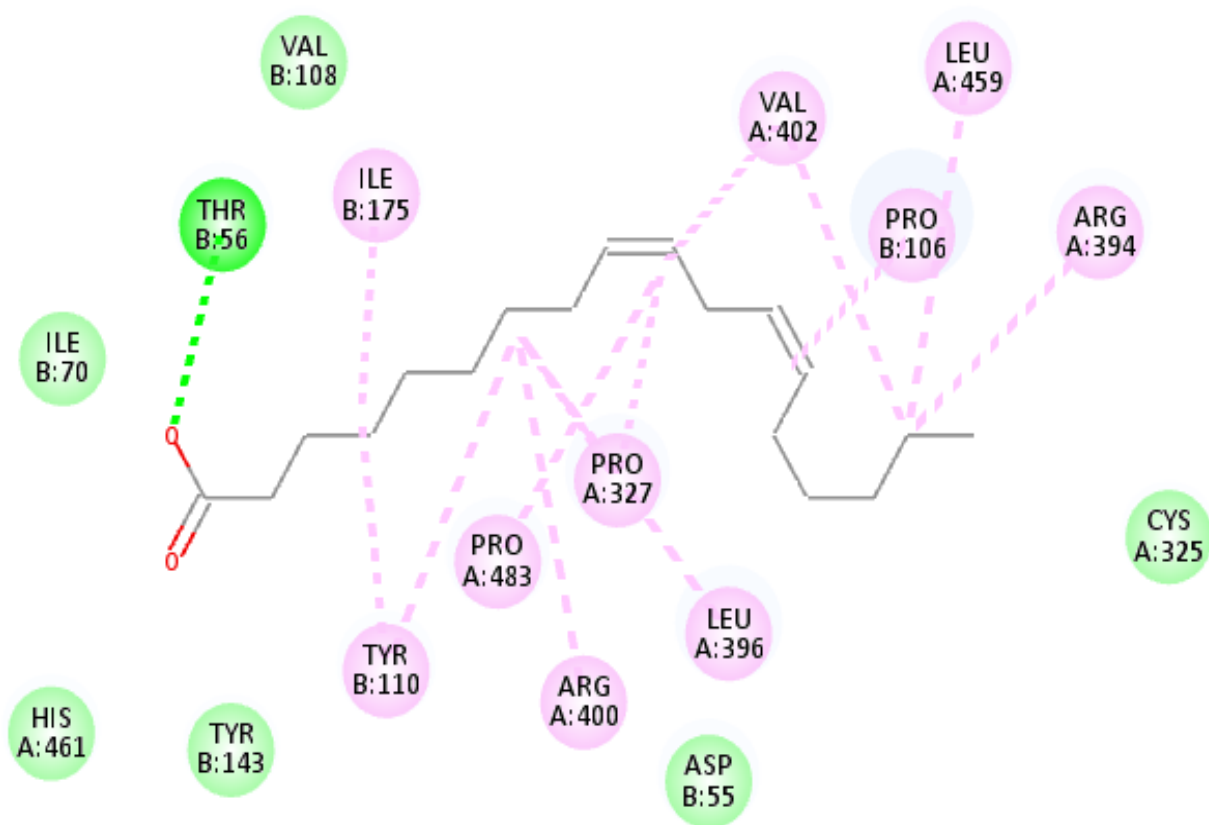 VAL
B:108
LEU
A:459
VAL
A:402
ILE
B:175
THR
B:56
PRO
B:106
ARG
A:394
ILE
B:70
O
O
PRO
A:327
CYS
A:325
PRO
A:483
LEU
A:396
TYR
B:110
ARG
A:400
HIS
A:461
TYR
B:143
ASP
B:55